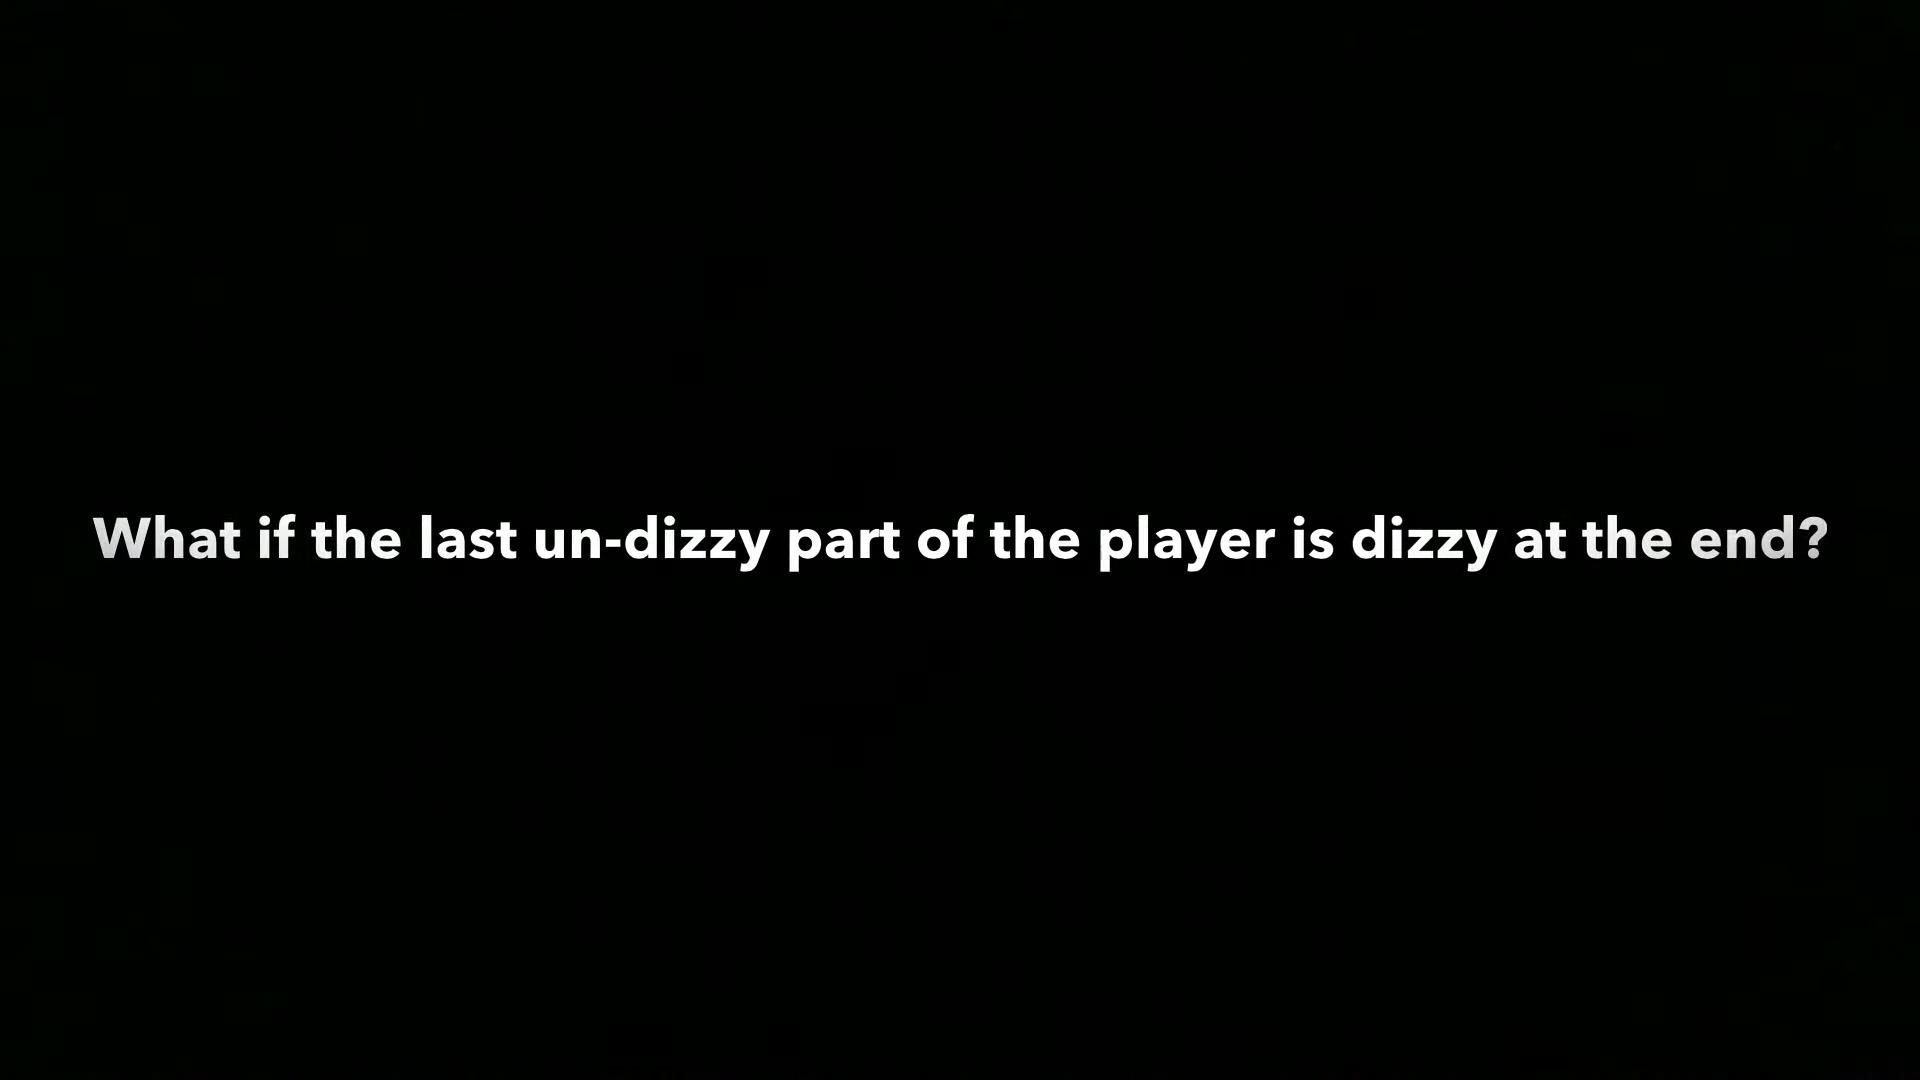 What if the last un-dizzy part of the player is dizzy at the end?